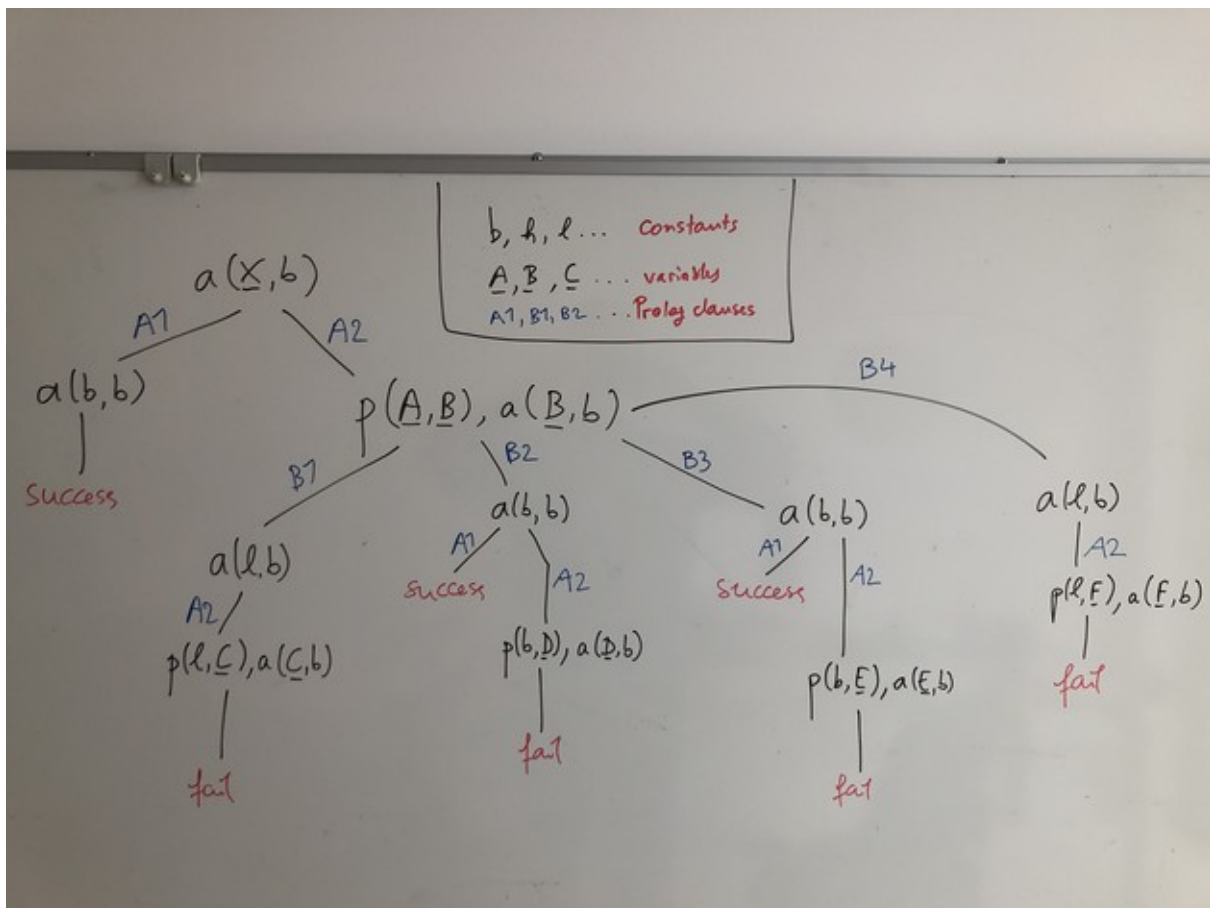 b, h, l ... constants
A, B, C ... variables
A1, B1, B2 ... Prolog clauses
a(X,b)
A1 A2
a(b,b)
success
p(A,B), a(B,b)
B1 B2 B3 B4
a(l,b)
A2
p(l,C), a(C,b)
fail
a(b,b)
A1 A2
success
p(b,D), a(D,b)
fail
a(b,b)
A1 A2
success
p(b,E), a(E,b)
fail
a(l,b)
A2
p(l,F), a(F,b)
fail